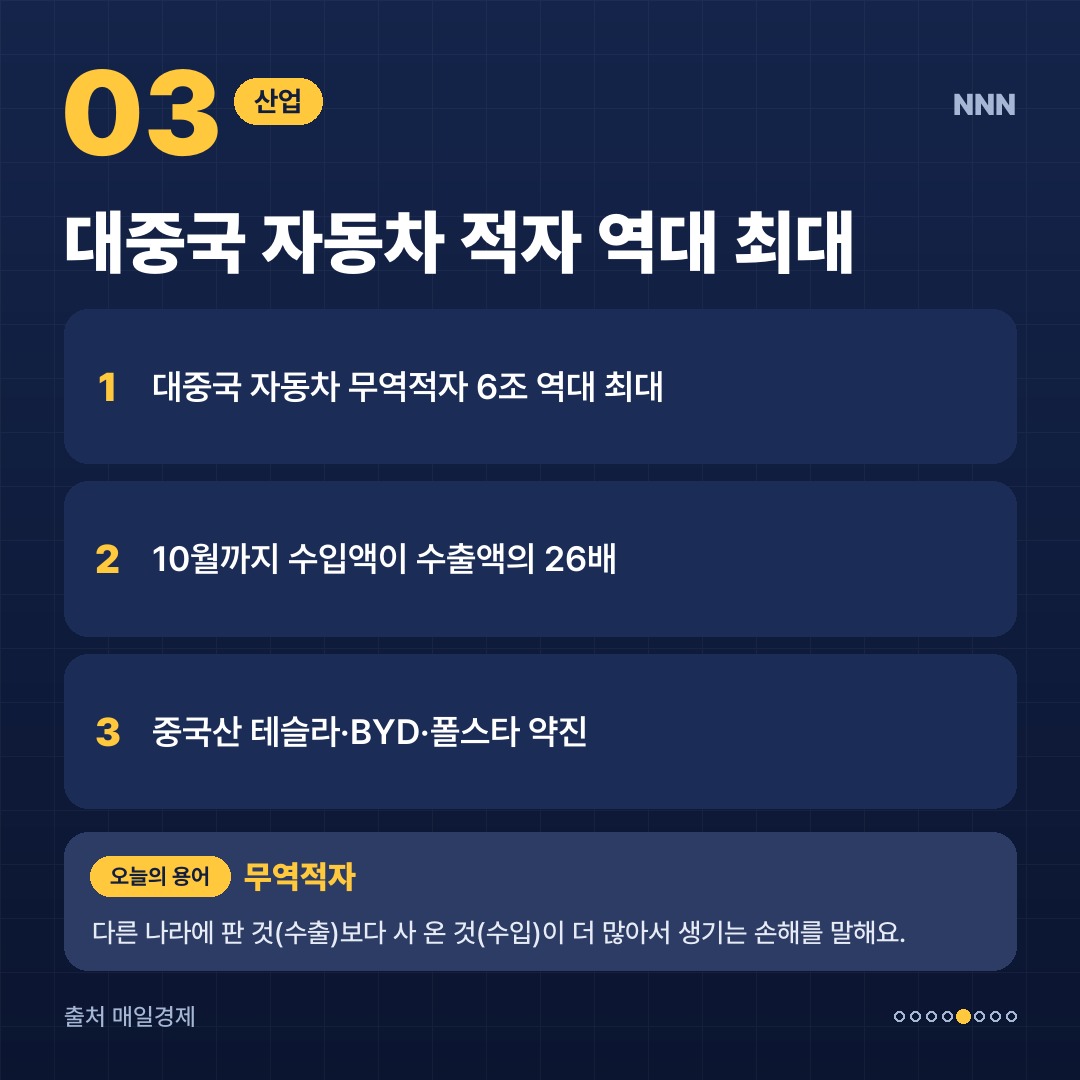 03 산업
NNN
대중국 자동차 적자 역대 최대
1 대중국 자동차 무역적자 6조 역대 최대
2 10월까지 수입액이 수출액의 26배
3 중국산 테슬라·BYD·폴스타 약진
오늘의 용어 무역적자
다른 나라에 판 것(수출)보다 사 온 것(수입)이 더 많아서 생기는 손해를 말해요.
출처 매일경제